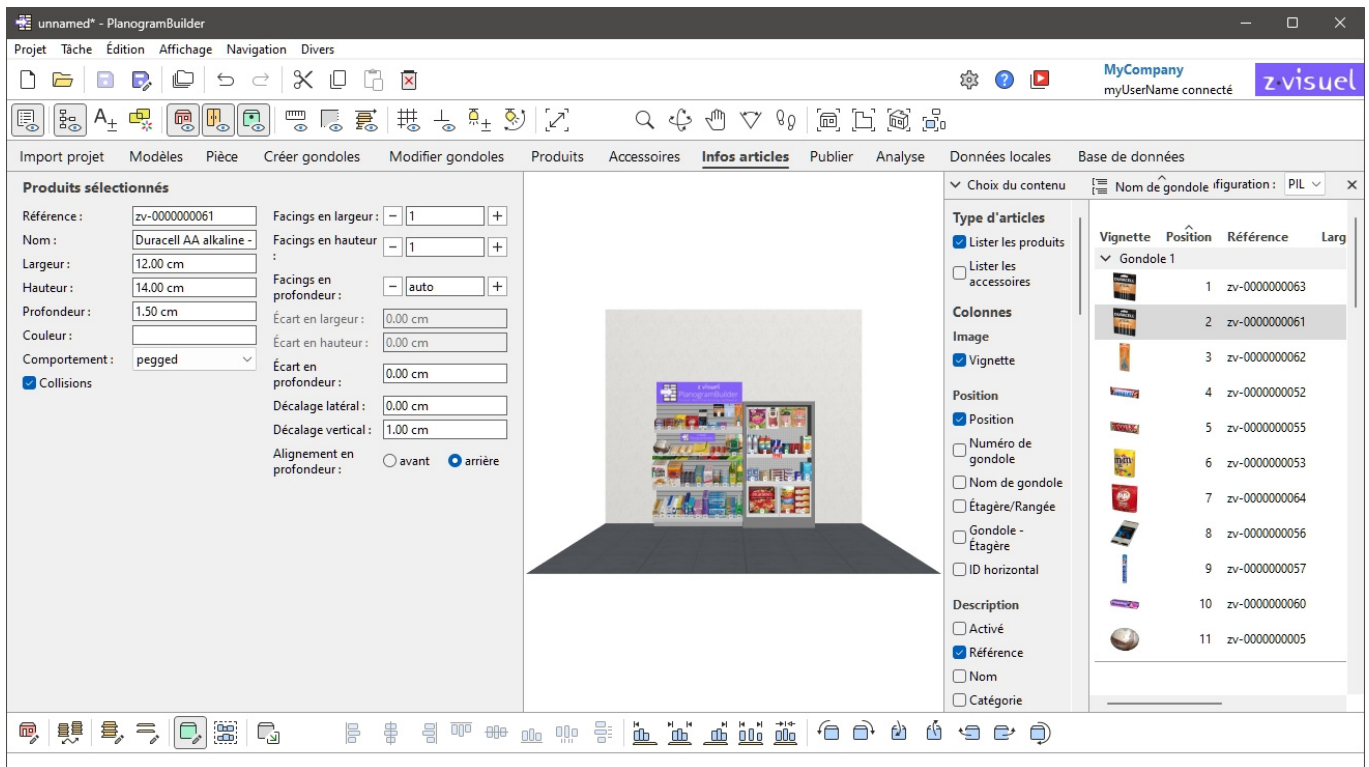 unnamed* - PlanogramBuilder
Projet Tâche Édition Affichage Navigation Divers
MyCompany
myUserName connecté
z·visuel
Import projet Modèles Pièce Créer gondoles Modifier gondoles Produits Accessoires Infos articles Publier Analyse Données locales Base de données
Produits sélectionnés
Référence : zv-0000000061
Nom : Duracell AA alkaline -
Largeur : 12.00 cm
Hauteur : 14.00 cm
Profondeur : 1.50 cm
Couleur :
Comportement : pegged
Collisions
Facings en largeur : 1
Facings en hauteur : 1
Facings en profondeur : auto
Écart en largeur : 0.00 cm
Écart en hauteur : 0.00 cm
Écart en profondeur : 0.00 cm
Décalage latéral : 0.00 cm
Décalage vertical : 1.00 cm
Alignement en profondeur : avant arrière
z·visuel
PlanogramBuilder
Choix du contenu
Type d'articles
Lister les produits
Lister les accessoires
Colonnes
Image
Vignette
Position
Position
Numéro de gondole
Nom de gondole
Étagère/Rangée
Gondole - Étagère
ID horizontal
Description
Activé
Référence
Nom
Catégorie
Nom de gondole ifiguration : PIL
Vignette Position Référence Larg
Gondole 1
1 zv-0000000063
2 zv-0000000061
3 zv-0000000062
4 zv-0000000052
5 zv-0000000055
6 zv-0000000053
7 zv-0000000064
8 zv-0000000056
9 zv-0000000057
10 zv-0000000060
11 zv-0000000005